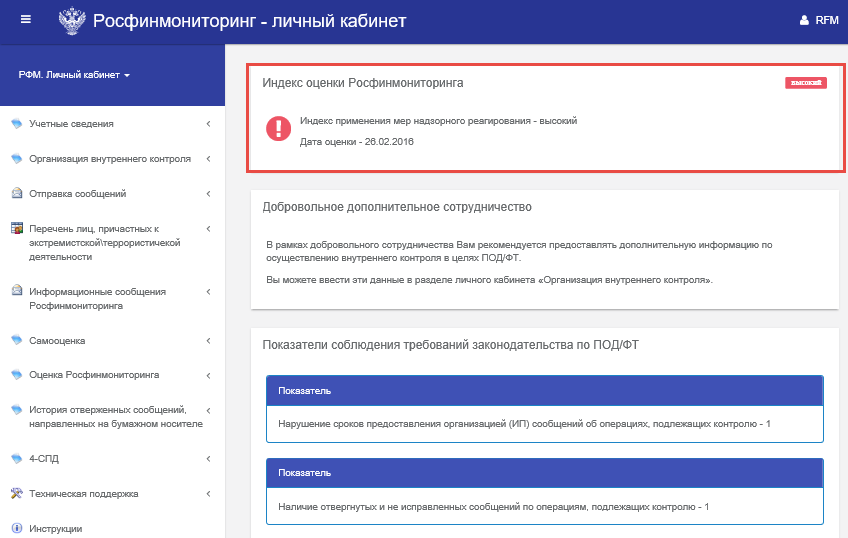 Росфинмониторинг - личный кабинет
RFM
РФМ. Личный кабинет
Учетные сведения
Организация внутреннего контроля
Отправка сообщений
Перечень лиц, причастных к
экстремистской\террористичекой
деятельности
Информационные сообщения
Росфинмониторинга
Самооценка
Оценка Росфинмониторинга
История отверженных сообщений,
направленных на бумажном носителе
4-СПД
Техническая поддержка
Инструкции
Индекс оценки Росфинмониторинга
высокий
Индекс применения мер надзорного реагирования - высокий
Дата оценки - 26.02.2016
Добровольное дополнительное сотрудничество
В рамках добровольного сотрудничества Вам рекомендуется предоставлять дополнительную информацию по
осуществлению внутреннего контроля в целях ПОД/ФТ.
Вы можете ввести эти данные в разделе личного кабинета «Организация внутреннего контроля».
Показатели соблюдения требований законодательства по ПОД/ФТ
Показатель
Нарушение сроков предоставления организацией (ИП) сообщений об операциях, подлежащих контролю - 1
Показатель
Наличие отвергнутых и не исправленных сообщений по операциям, подлежащих контролю - 1